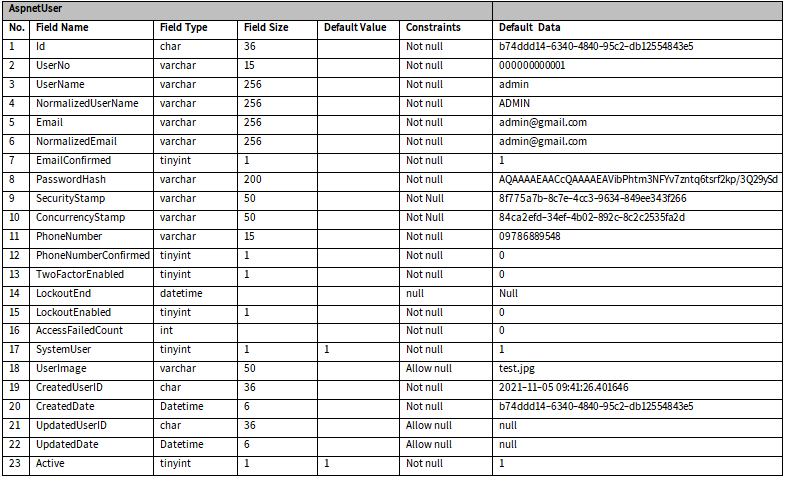 AspnetUser
No. Field Name Field Type Field Size Default Value Constraints Default Data
1 Id char 36 Not null b74ddd14-6340-4840-95c2-db12554843e5
2 UserNo varchar 15 Not null 000000000001
3 UserName varchar 256 Not null admin
4 NormalizedUserName varchar 256 Not null ADMIN
5 Email varchar 256 Not null admin@gmail.com
6 NormalizedEmail varchar 256 Not null admin@gmail.com
7 EmailConfirmed tinyint 1 Not null 1
8 PasswordHash varchar 200 Not null AQAAAAEAACcQAAAAEAVibPhtm3NFYv7zntq6tsrf2kp/3Q29ySd
9 SecurityStamp varchar 50 Not Null 8f775a7b-8c7e-4cc3-9634-849ee343f266
10 ConcurrencyStamp varchar 50 Not Null 84ca2efd-34ef-4b02-892c-8c2c2535fa2d
11 PhoneNumber varchar 15 Not null 09786889548
12 PhoneNumberConfirmed tinyint 1 Not null 0
13 TwoFactorEnabled tinyint 1 Not null 0
14 LockoutEnd datetime null Null
15 LockoutEnabled tinyint 1 Not null 0
16 AccessFailedCount int Not null 0
17 SystemUser tinyint 1 1 Not null 1
18 UserImage varchar 50 Allow null test.jpg
19 CreatedUserID char 36 Not null 2021-11-05 09:41:26.401646
20 CreatedDate Datetime 6 Not null b74ddd14-6340-4840-95c2-db12554843e5
21 UpdatedUserID char 36 Allow null null
22 UpdatedDate Datetime 6 Allow null null
23 Active tinyint 1 1 Not null 1